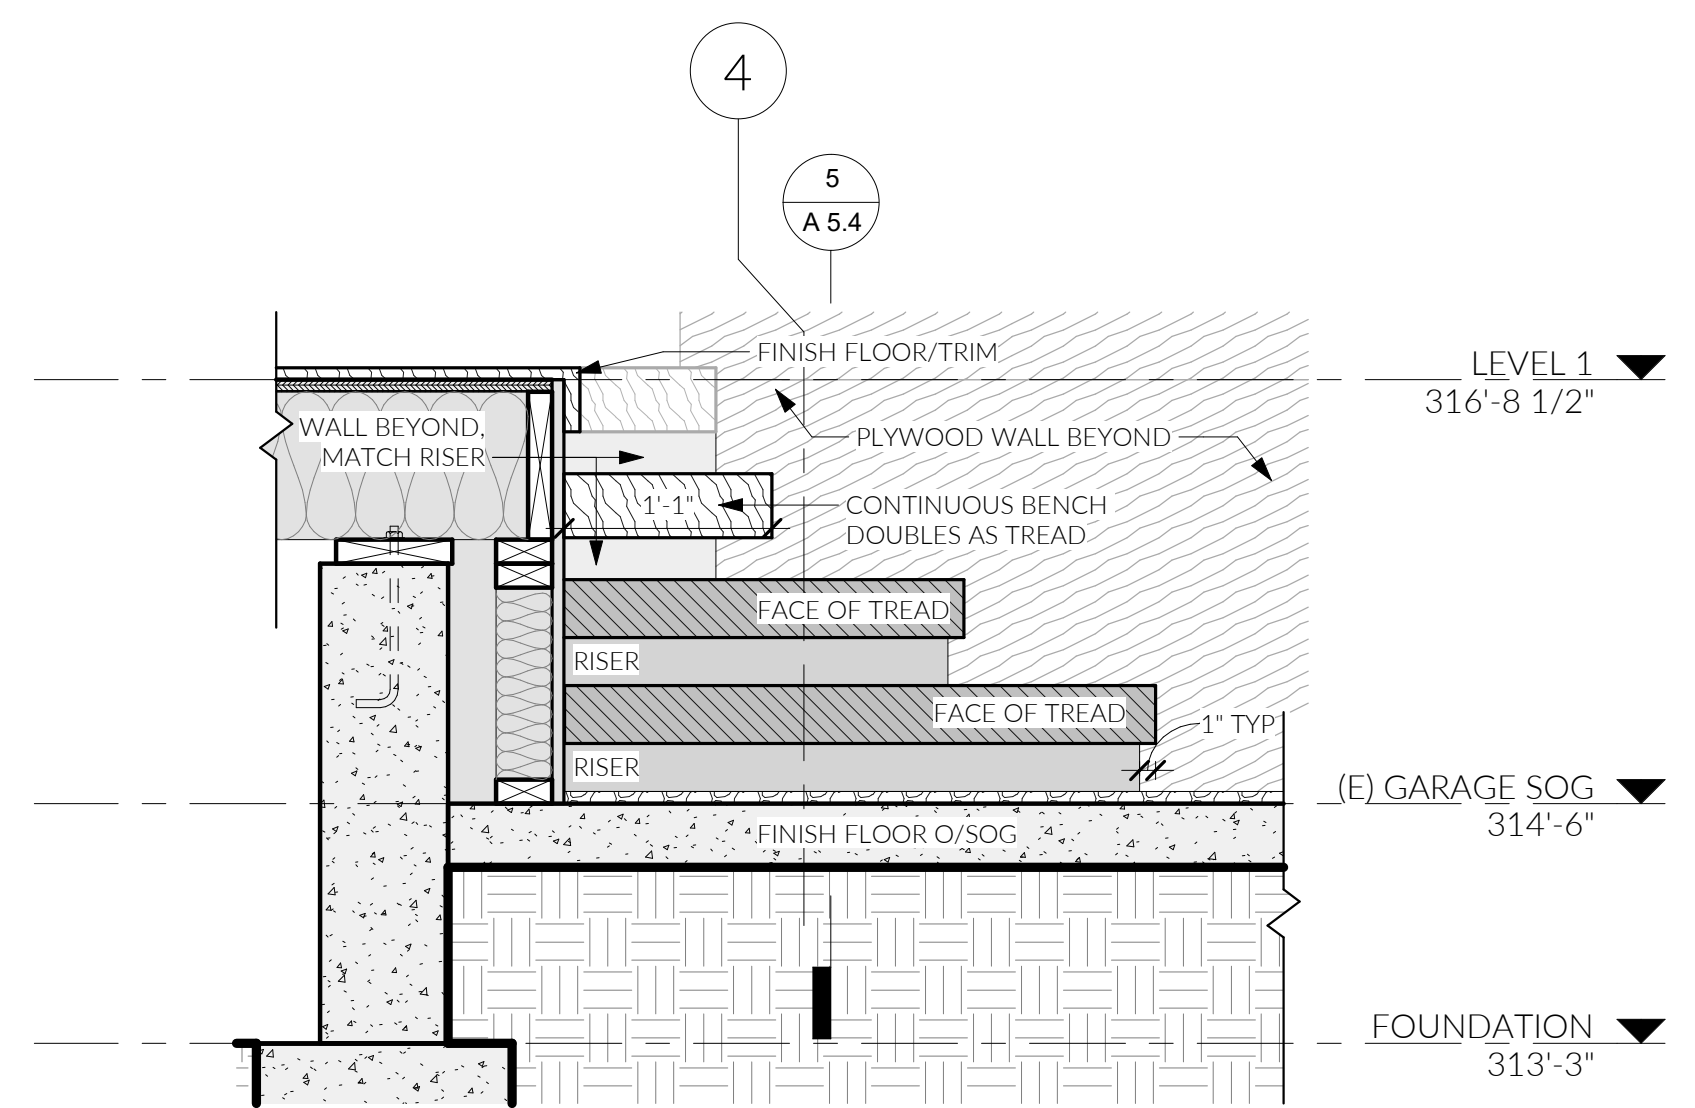 4
5
A 5.4
FINISH FLOOR/TRIM
LEVEL 1
316'-8 1/2"
WALL BEYOND,
MATCH RISER
PLYWOOD WALL BEYOND
1'-1"
CONTINUOUS BENCH
DOUBLES AS TREAD
FACE OF TREAD
RISER
FACE OF TREAD
1" TYP
RISER
(E) GARAGE SOG
314'-6"
FINISH FLOOR O/SOG
FOUNDATION
313'-3"